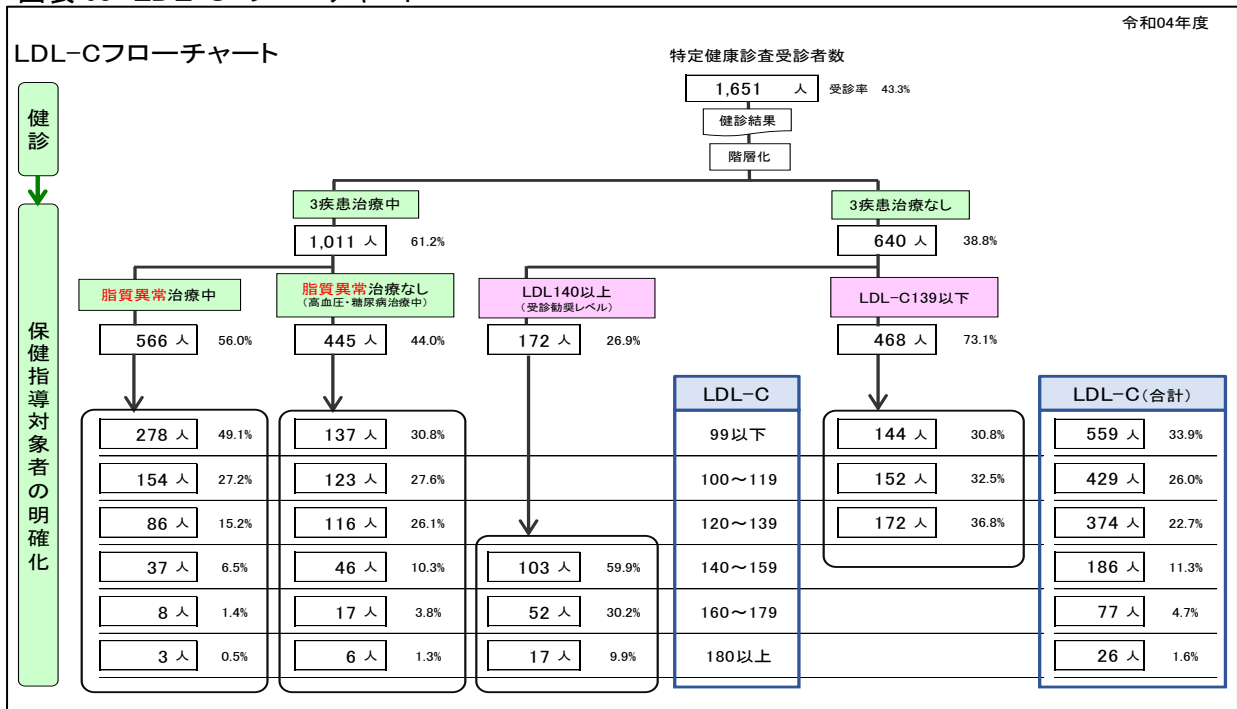 令和04年度
LDL-Cフローチャート
特定健康診査受診者数
1,651 人 受診率 43.3%
健診結果
階層化
健診
保健指導対象者の明確化
3疾患治療中
3疾患治療なし
1,011 人 61.2%
640 人 38.8%
脂質異常治療中
脂質異常治療なし
(高血圧・糖尿病治療中)
LDL140以上
(受診勧奨レベル)
LDL-C139以下
566 人 56.0%
445 人 44.0%
172 人 26.9%
468 人 73.1%
LDL-C
LDL-C(合計)
278 人 49.1% 137 人 30.8% 99以下 144 人 30.8% 559 人 33.9%
154 人 27.2% 123 人 27.6% 100~119 152 人 32.5% 429 人 26.0%
86 人 15.2% 116 人 26.1% 120~139 172 人 36.8% 374 人 22.7%
37 人 6.5% 46 人 10.3% 103 人 59.9% 140~159 186 人 11.3%
8 人 1.4% 17 人 3.8% 52 人 30.2% 160~179 77 人 4.7%
3 人 0.5% 6 人 1.3% 17 人 9.9% 180以上 26 人 1.6%